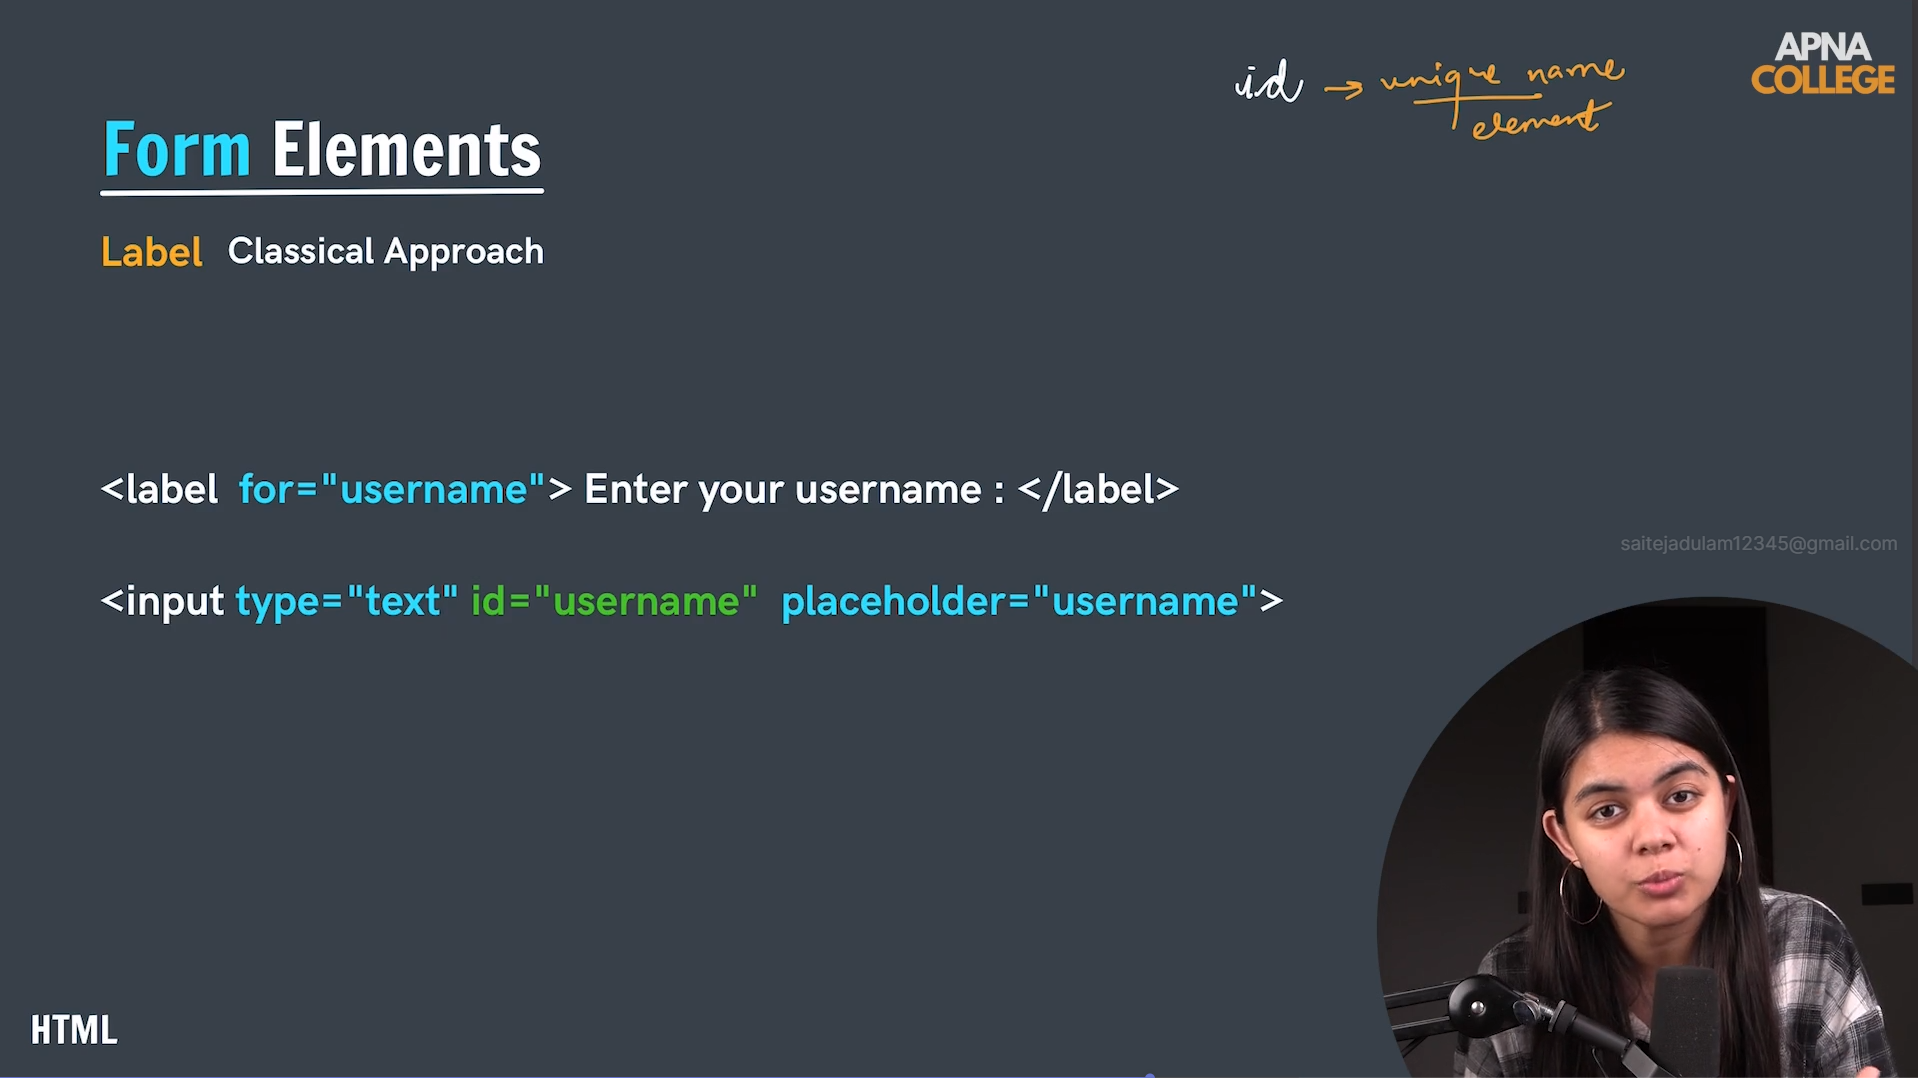 id → unique name
element
APNA
COLLEGE
Form Elements
Label Classical Approach
<label for="username"> Enter your username : </label>
saitejadulam12345@gmail.com
<input type="text" id="username" placeholder="username">
HTML